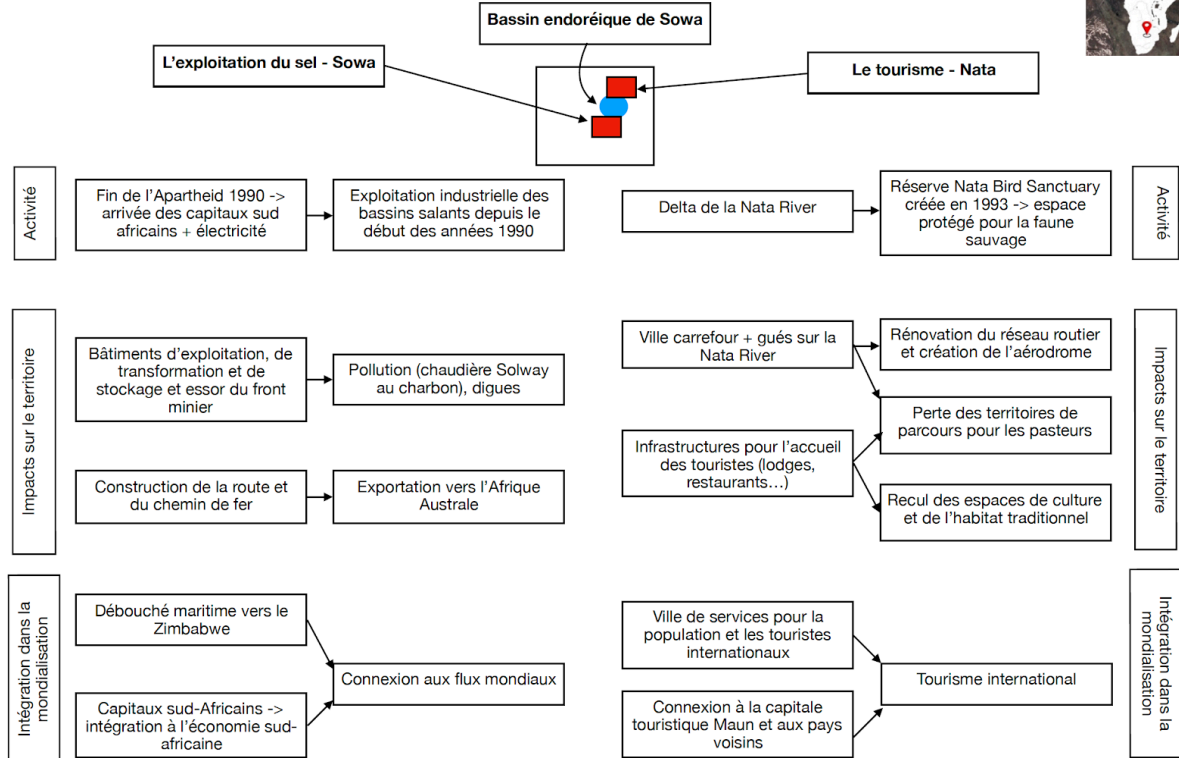 Bassin endoréique de Sowa
L'exploitation du sel - Sowa
Le tourisme - Nata
Activité
Fin de l'Apartheid 1990 ->
arrivée des capitaux sud
africains + électricité
Exploitation industrielle des
bassins salants depuis le
début des années 1990
Delta de la Nata River
Réserve Nata Bird Sanctuary
créée en 1993 -> espace
protégé pour la faune
sauvage
Activité
Impacts sur le territoire
Bâtiments d'exploitation, de
transformation et de
stockage et essor du front
minier
Pollution (chaudière Solway
au charbon), digues
Ville carrefour + gués sur la
Nata River
Rénovation du réseau routier
et création de l'aérodrome
Perte des territoires de
parcours pour les pasteurs
Impacts sur le territoire
Construction de la route et
du chemin de fer
Exportation vers l'Afrique
Australe
Infrastructures pour l'accueil
des touristes (lodges,
restaurants…)
Recul des espaces de culture
et de l'habitat traditionnel
Intégration dans la
mondialisation
Débouché maritime vers le
Zimbabwe
Connexion aux flux mondiaux
Capitaux sud-Africains ->
intégration à l'économie sud-
africaine
Ville de services pour la
population et les touristes
internationaux
Tourisme international
Connexion à la capitale
touristique Maun et aux pays
voisins
Intégration dans la
mondialisation